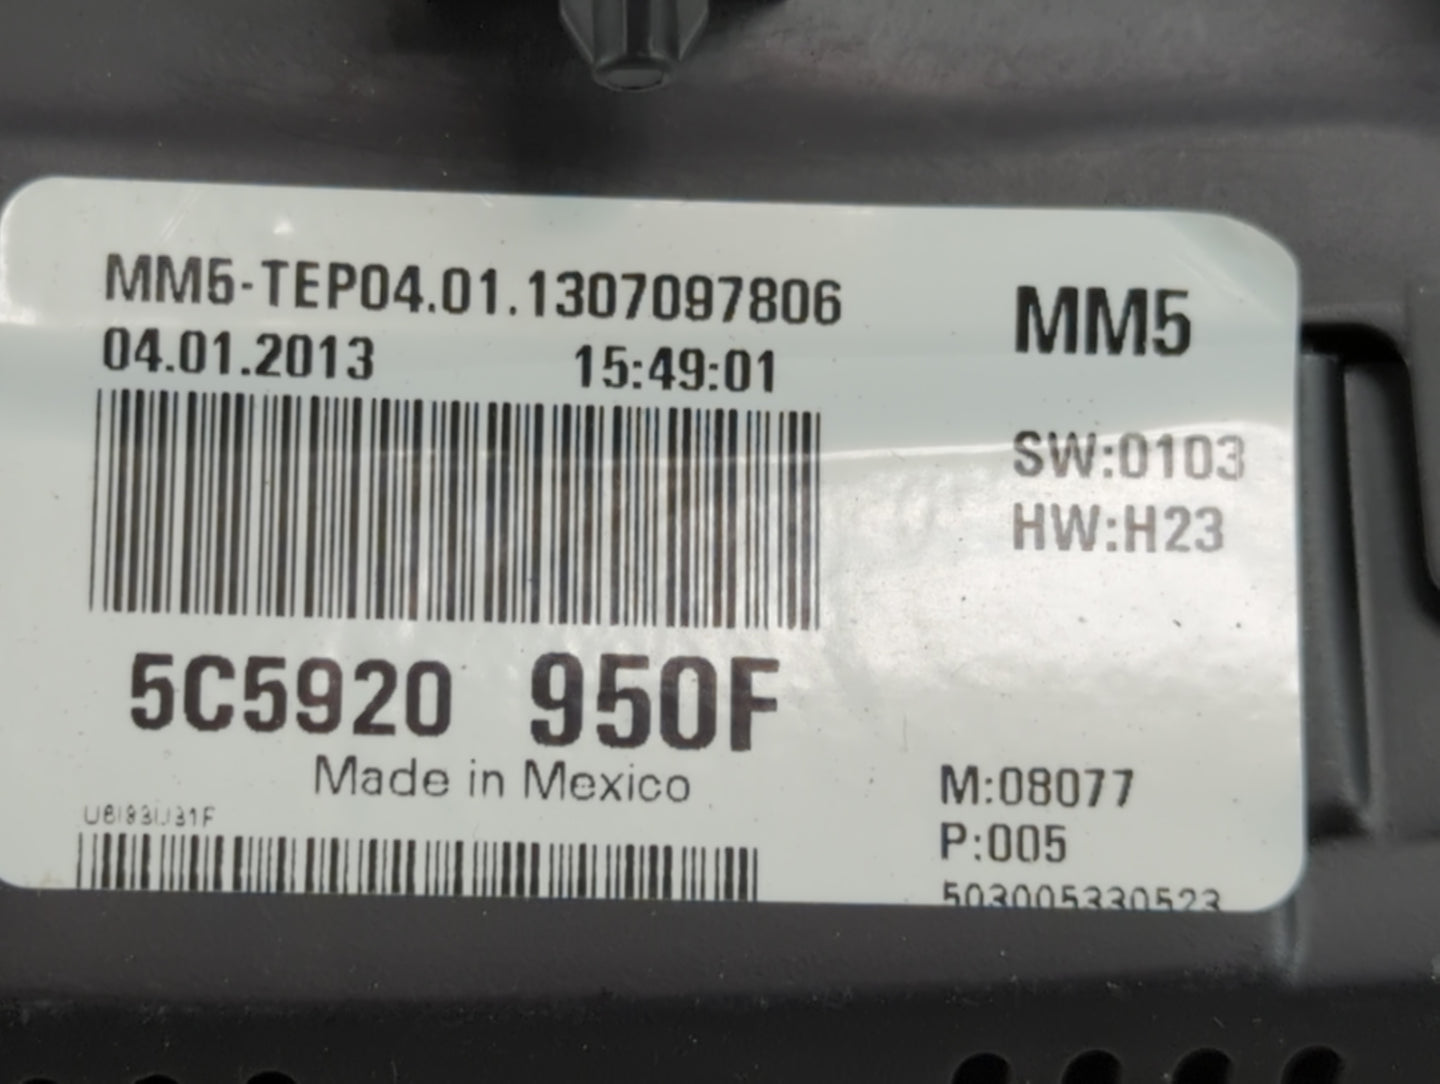 MM5-TEP04.01.1307097806
MM5
04.01.2013 15:49:01
SW:0103
HW:H23
5C5920 950F
Made in Mexico
M:08077
P:005
503005330523